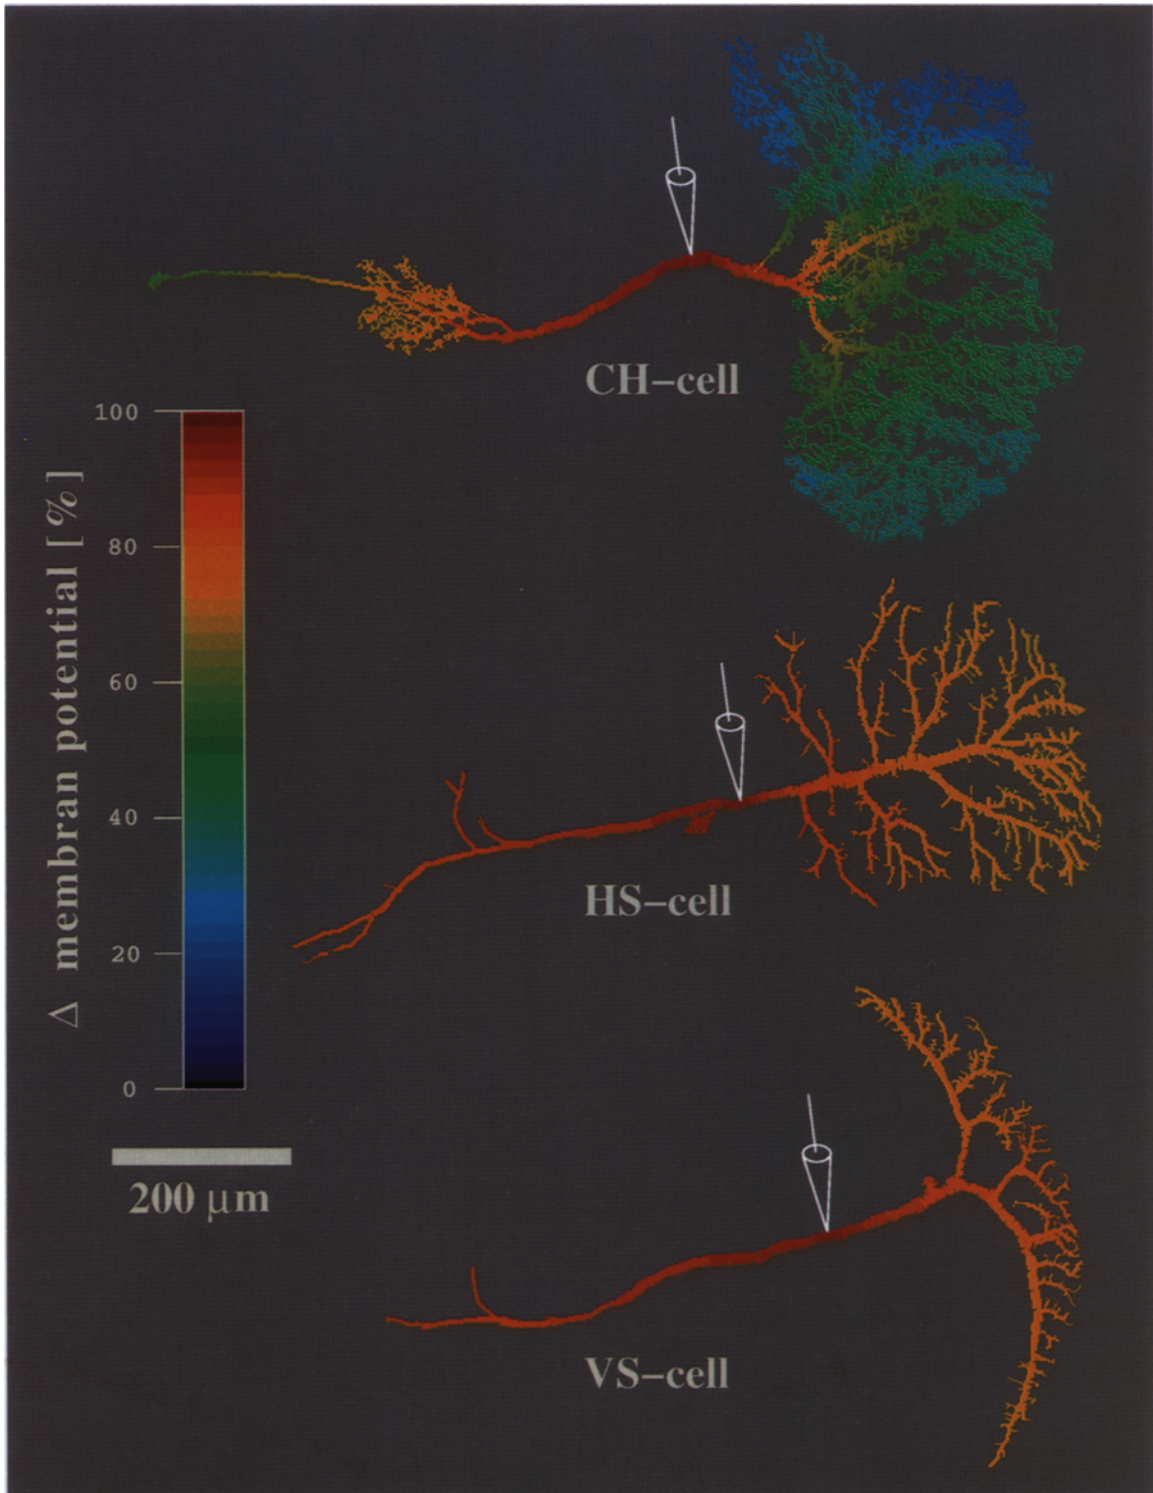 CH–cell
100
80
60
40
20
0
Δ membran potential [%]
HS–cell
200 μm
VS–cell